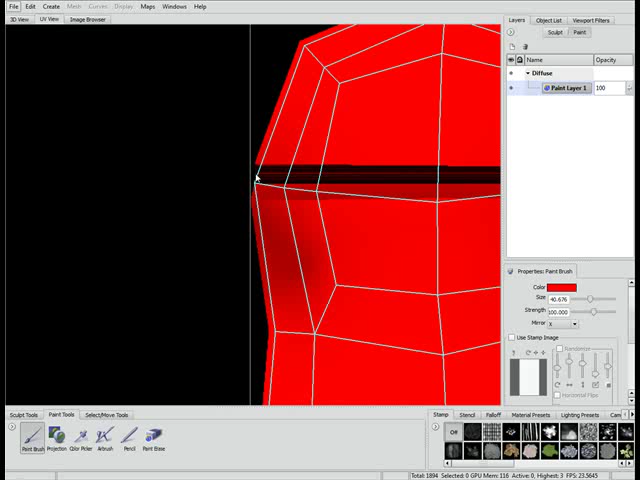 File Edit Create Mesh Curves Display Maps Windows Help
3D View UV View Image Browser
Layers Object List Viewport Filters
Sculpt Paint
Name Opacity
Diffuse
Paint Layer 1 100
Properties: Paint Brush
Color
Size 40.676
Strength 100.000
Mirror X
Use Stamp Image
Randomize
Horizontal Flips
Sculpt Tools Paint Tools Select/Move Tools
Stamp Stencil Falloff Material Presets Lighting Presets Cam
Off
Paint Brush Projection Color Picker Airbrush Pencil Paint Erase
Total: 1894 Selected: 0 GPU Mem: 116 Active: 0, Highest: 3 FPS: 23.5645